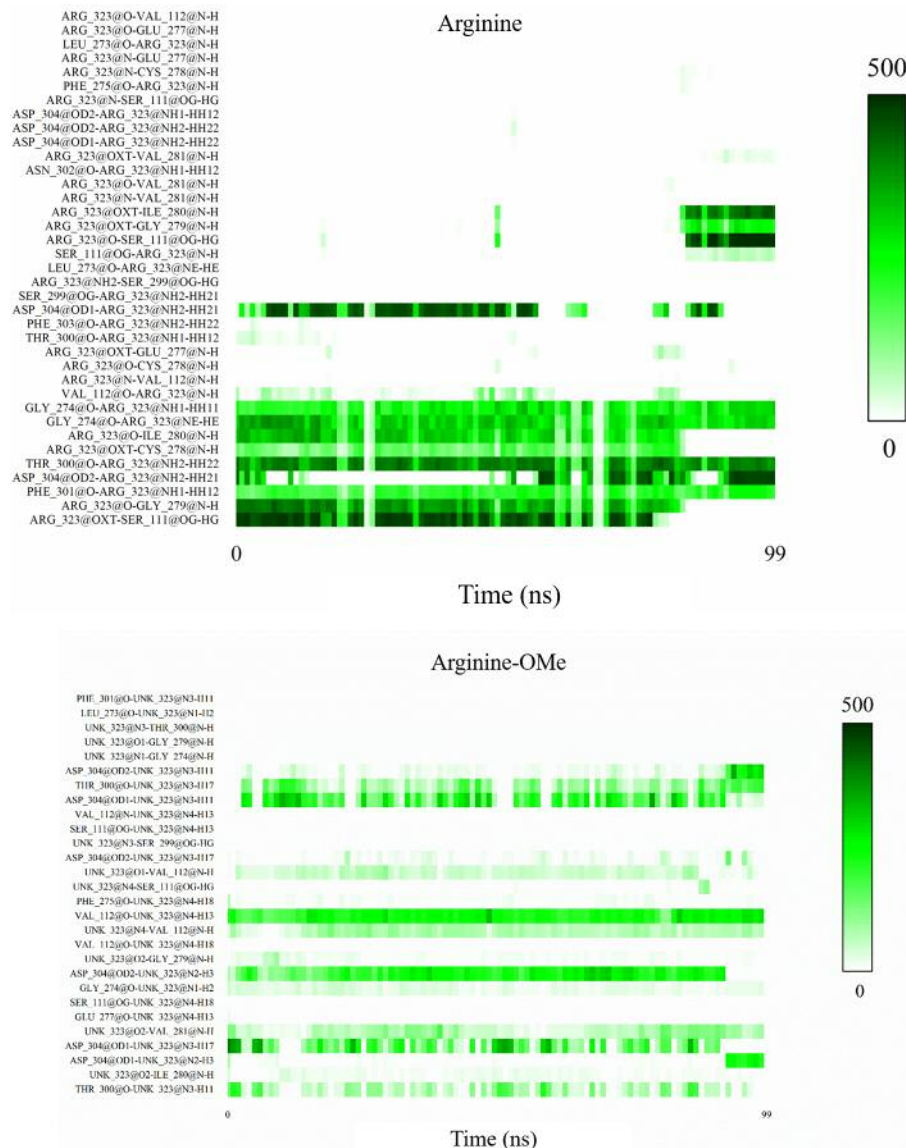 Arginine
ARG_323@O-VAL_112@N-H
ARG_323@O-GLU_277@N-H
LEU_273@O-ARG_323@N-H
ARG_323@N-GLU_277@N-H
ARG_323@N-CYS_278@N-H
PHE_275@O-ARG_323@N-H
ARG_323@N-SER_111@OG-HG
ASP_304@OD2-ARG_323@NH1-HH12
ASP_304@OD2-ARG_323@NH2-HH22
ASP_304@OD1-ARG_323@NH2-HH22
ARG_323@OXT-VAL_281@N-H
ASN_302@O-ARG_323@NH1-HH12
ARG_323@O-VAL_281@N-H
ARG_323@N-VAL_281@N-H
ARG_323@OXT-ILE_280@N-H
ARG_323@OXT-GLY_279@N-H
ARG_323@O-SER_111@OG-HG
SER_111@OG-ARG_323@N-H
LEU_273@O-ARG_323@NE-HE
ARG_323@NH2-SER_299@OG-HG
SER_299@OG-ARG_323@NH2-HH21
ASP_304@OD1-ARG_323@NH2-HH21
PHE_303@O-ARG_323@NH2-HH22
THR_300@O-ARG_323@NH1-HH12
ARG_323@OXT-GLU_277@N-H
ARG_323@O-CYS_278@N-H
ARG_323@N-VAL_112@N-H
VAL_112@O-ARG_323@N-H
GLY_274@O-ARG_323@NH1-HH11
GLY_274@O-ARG_323@NE-HE
ARG_323@O-ILE_280@N-H
ARG_323@OXT-CYS_278@N-H
THR_300@O-ARG_323@NH2-HH22
ASP_304@OD2-ARG_323@NH2-HH21
PHE_301@O-ARG_323@NH1-HH12
ARG_323@O-GLY_279@N-H
ARG_323@OXT-SER_111@OG-HG
500
0
0
99
Time (ns)
Arginine-OMe
PHE_301@O-UNK_323@N3-H11
LEU_273@O-UNK_323@N1-H2
UNK_323@N3-THR_300@N-H
UNK_323@O1-GLY_279@N-H
UNK_323@N1-GLY_274@N-H
ASP_304@OD2-UNK_323@N3-H11
THR_300@O-UNK_323@N3-H17
ASP_304@OD1-UNK_323@N3-H11
VAL_112@N-UNK_323@N4-H13
SER_111@OG-UNK_323@N4-H13
UNK_323@N3-SER_299@OG-HG
ASP_304@OD2-UNK_323@N3-H17
UNK_323@O1-VAL_112@N-H
UNK_323@N4-SER_111@OG-HG
PHE_275@O-UNK_323@N4-H18
VAL_112@O-UNK_323@N4-H13
UNK_323@N4-VAL_112@N-H
VAL_112@O-UNK_323@N4-H18
UNK_323@O2-GLY_279@N-H
ASP_304@OD2-UNK_323@N2-H3
GLY_274@O-UNK_323@N1-H2
SER_111@OG-UNK_323@N4-H18
GLU_277@O-UNK_323@N4-H13
UNK_323@O2-VAL_281@N-H
ASP_304@OD1-UNK_323@N3-H17
ASP_304@OD1-UNK_323@N2-H3
UNK_323@O2-ILE_280@N-H
THR_300@O-UNK_323@N3-H11
500
0
0
99
Time (ns)